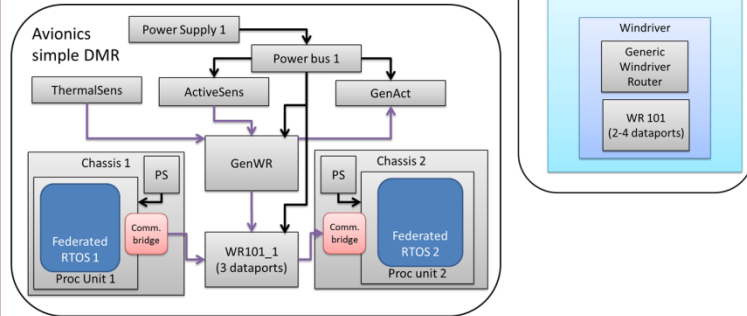 Avionics
simple DMR
Power Supply 1
Power bus 1
ThermalSens
ActiveSens
GenAct
GenWR
Chassis 1
PS
Federated
RTOS 1
Comm.
bridge
Proc Unit 1
WR101_1
(3 dataports)
Chassis 2
PS
Comm.
bridge
Federated
RTOS 2
Proc unit 2
Windriver
Generic
Windriver
Router
WR 101
(2-4 dataports)